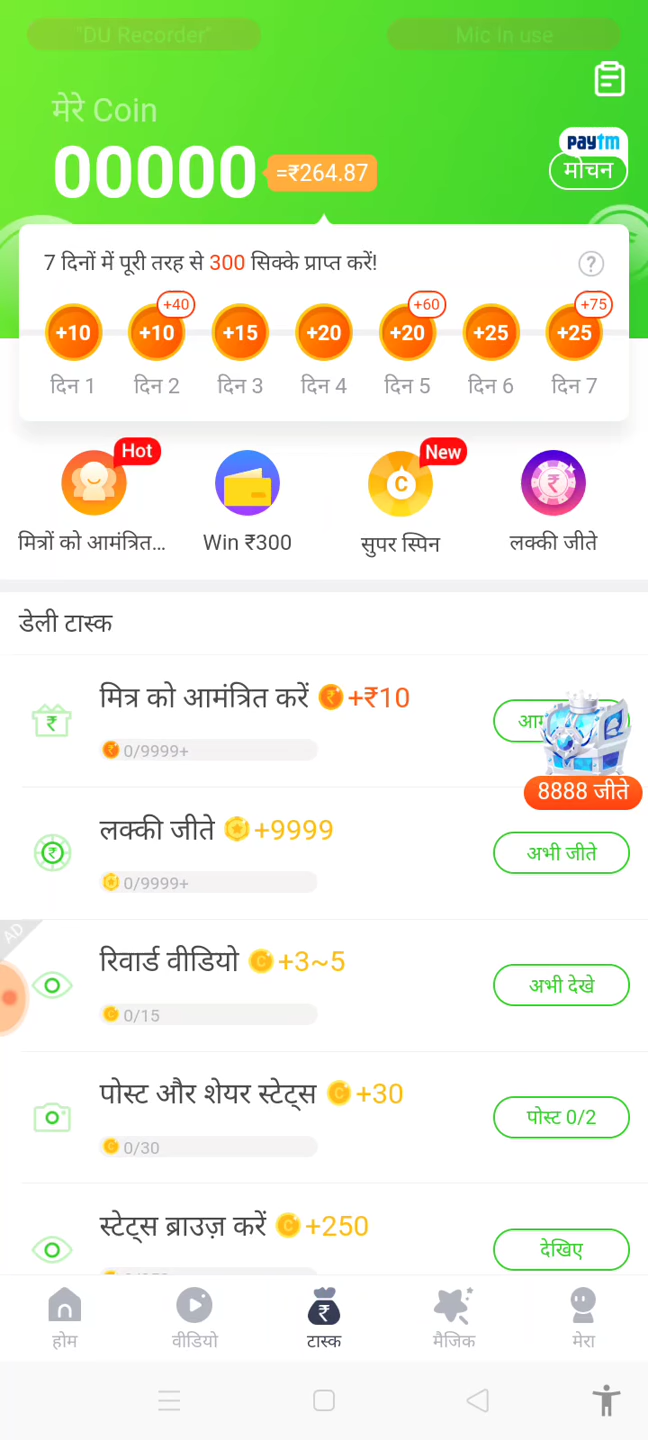 "DU Recorder" Mic in use
मेरे Coin
00000 =₹264.87
paytm
मोचन
7 दिनों में पूरी तरह से 300 सिक्के प्राप्त करें! ?
+40 +60 +75
+10 +10 +15 +20 +20 +25 +25
दिन 1 दिन 2 दिन 3 दिन 4 दिन 5 दिन 6 दिन 7
Hot New
मित्रों को आमंत्रित... Win ₹300 सुपर स्पिन लक्की जीते
डेली टास्क
मित्र को आमंत्रित करें +₹10
0/9999+
8888 जीते
लक्की जीते +9999
अभी जीते
0/9999+
AD
रिवार्ड वीडियो +3~5
अभी देखे
0/15
पोस्ट और शेयर स्टेट्स +30
पोस्ट 0/2
0/30
स्टेट्स ब्राउज़ करें +250
देखिए
होम वीडियो टास्क मैजिक मेरा